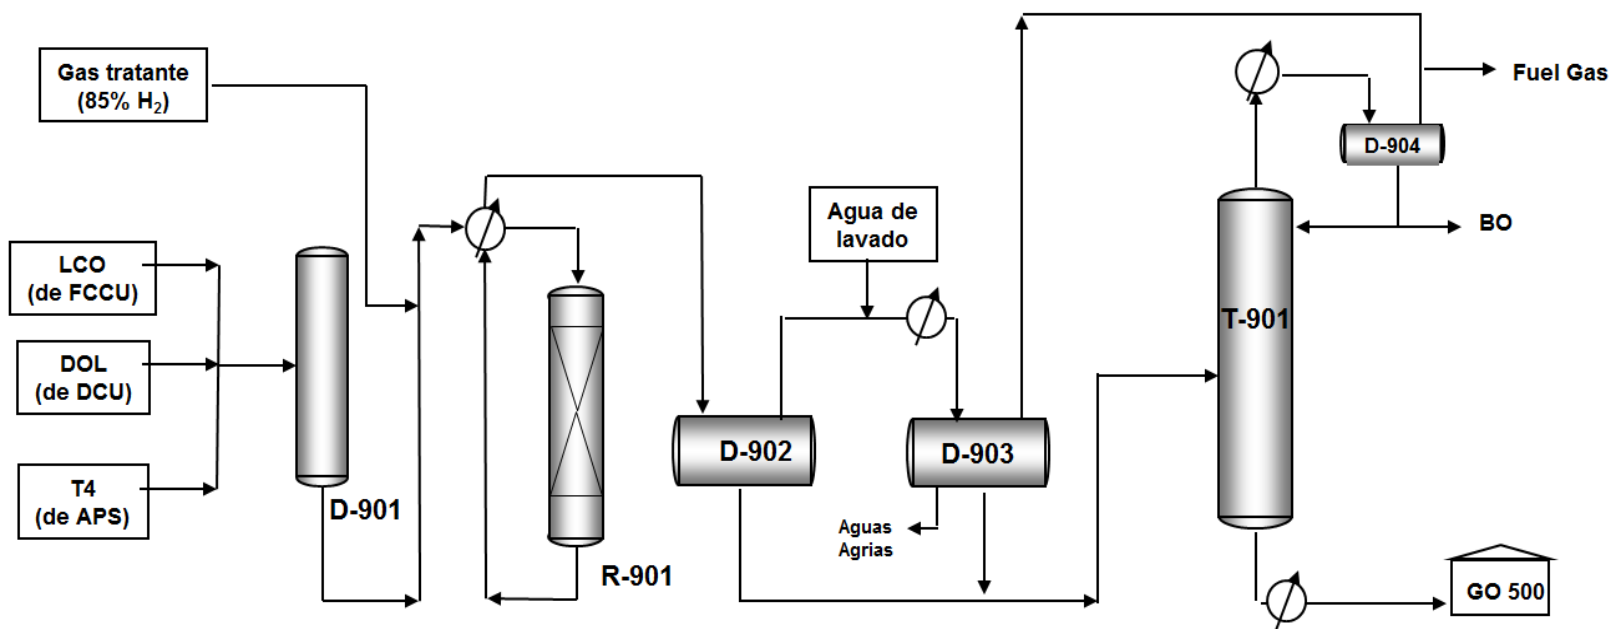 Gas tratante
(85% H₂)
Fuel Gas
D-904
Agua de
lavado
BO
LCO
(de FCCU)
T-901
DOL
(de DCU)
D-902
D-903
T4
(de APS)
D-901
Aguas
Agrias
R-901
GO 500